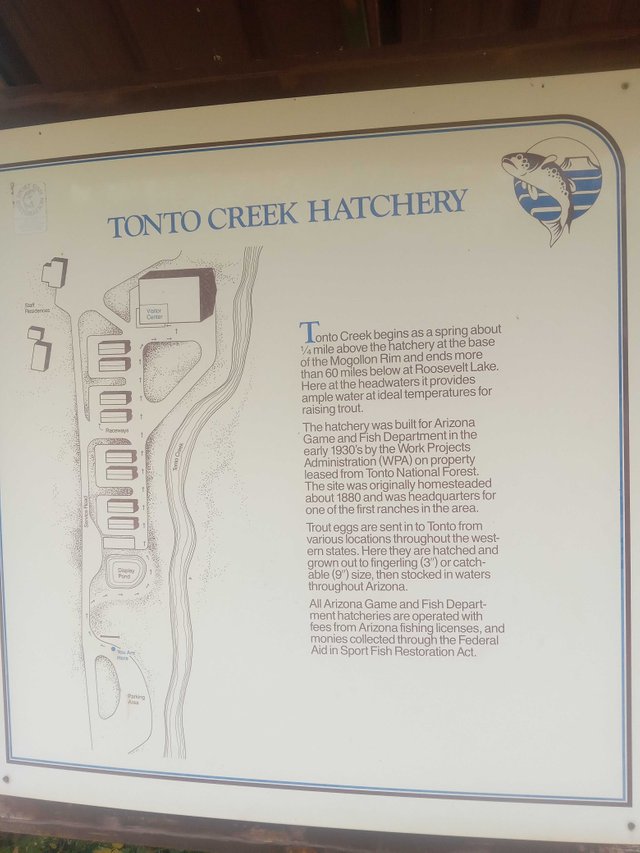 TONTO CREEK HATCHERY
Staff
Residences
Visitor
Center
Raceways
Tonto Creek
Service Road
Display
Pond
You Are
Here
Parking
Area
Tonto Creek begins as a spring about
¼ mile above the hatchery at the base
of the Mogollon Rim and ends more
than 60 miles below at Roosevelt Lake.
Here at the headwaters it provides
ample water at ideal temperatures for
raising trout.
The hatchery was built for Arizona
Game and Fish Department in the
early 1930's by the Work Projects
Administration (WPA) on property
leased from Tonto National Forest.
The site was originally homesteaded
about 1880 and was headquarters for
one of the first ranches in the area.
Trout eggs are sent in to Tonto from
various locations throughout the west-
ern states. Here they are hatched and
grown out to fingerling (3") or catch-
able (9") size, then stocked in waters
throughout Arizona.
All Arizona Game and Fish Depart-
ment hatcheries are operated with
fees from Arizona fishing licenses, and
monies collected through the Federal
Aid in Sport Fish Restoration Act.